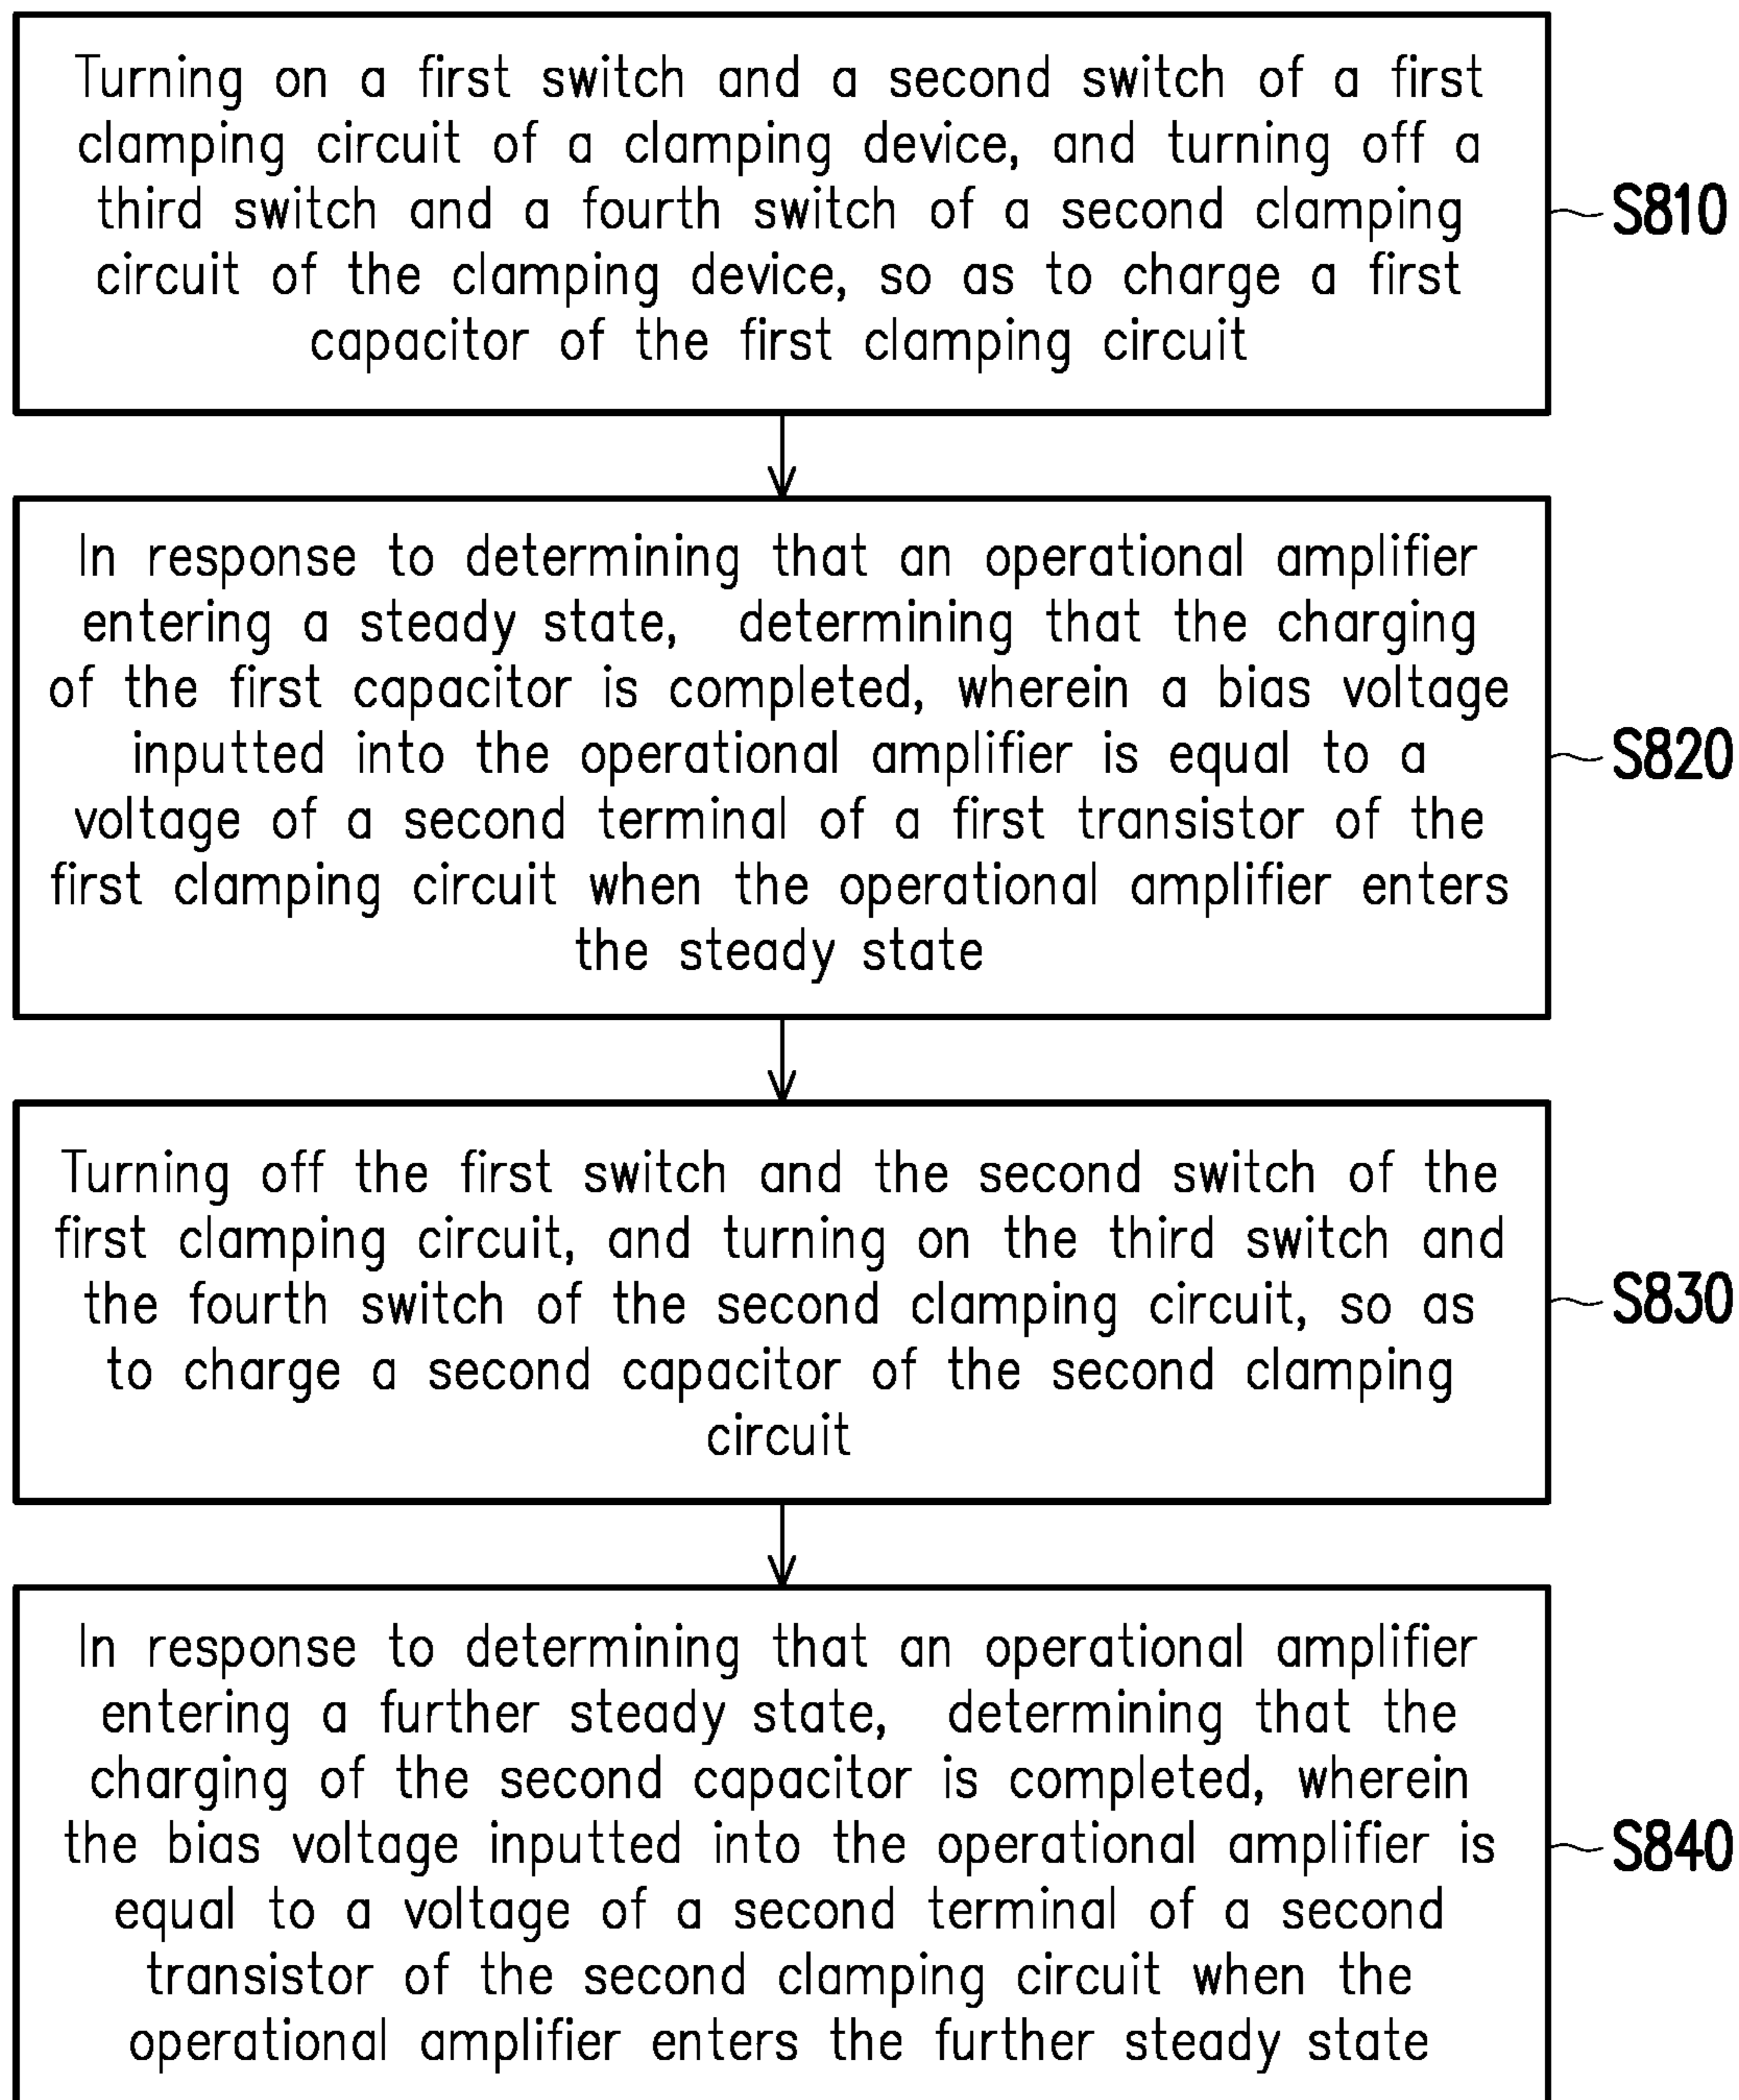 Turning on a first switch and a second switch of a first
clamping circuit of a clamping device, and turning off a
third switch and a fourth switch of a second clamping
circuit of the clamping device, so as to charge a first
capacitor of the first clamping circuit
S810
In response to determining that an operational amplifier
entering a steady state, determining that the charging
of the first capacitor is completed, wherein a bias voltage
inputted into the operational amplifier is equal to a
voltage of a second terminal of a first transistor of the
first clamping circuit when the operational amplifier enters
the steady state
S820
Turning off the first switch and the second switch of the
first clamping circuit, and turning on the third switch and
the fourth switch of the second clamping circuit, so as
to charge a second capacitor of the second clamping
circuit
S830
In response to determining that an operational amplifier
entering a further steady state, determining that the
charging of the second capacitor is completed, wherein
the bias voltage inputted into the operational amplifier is
equal to a voltage of a second terminal of a second
transistor of the second clamping circuit when the
operational amplifier enters the further steady state
S840